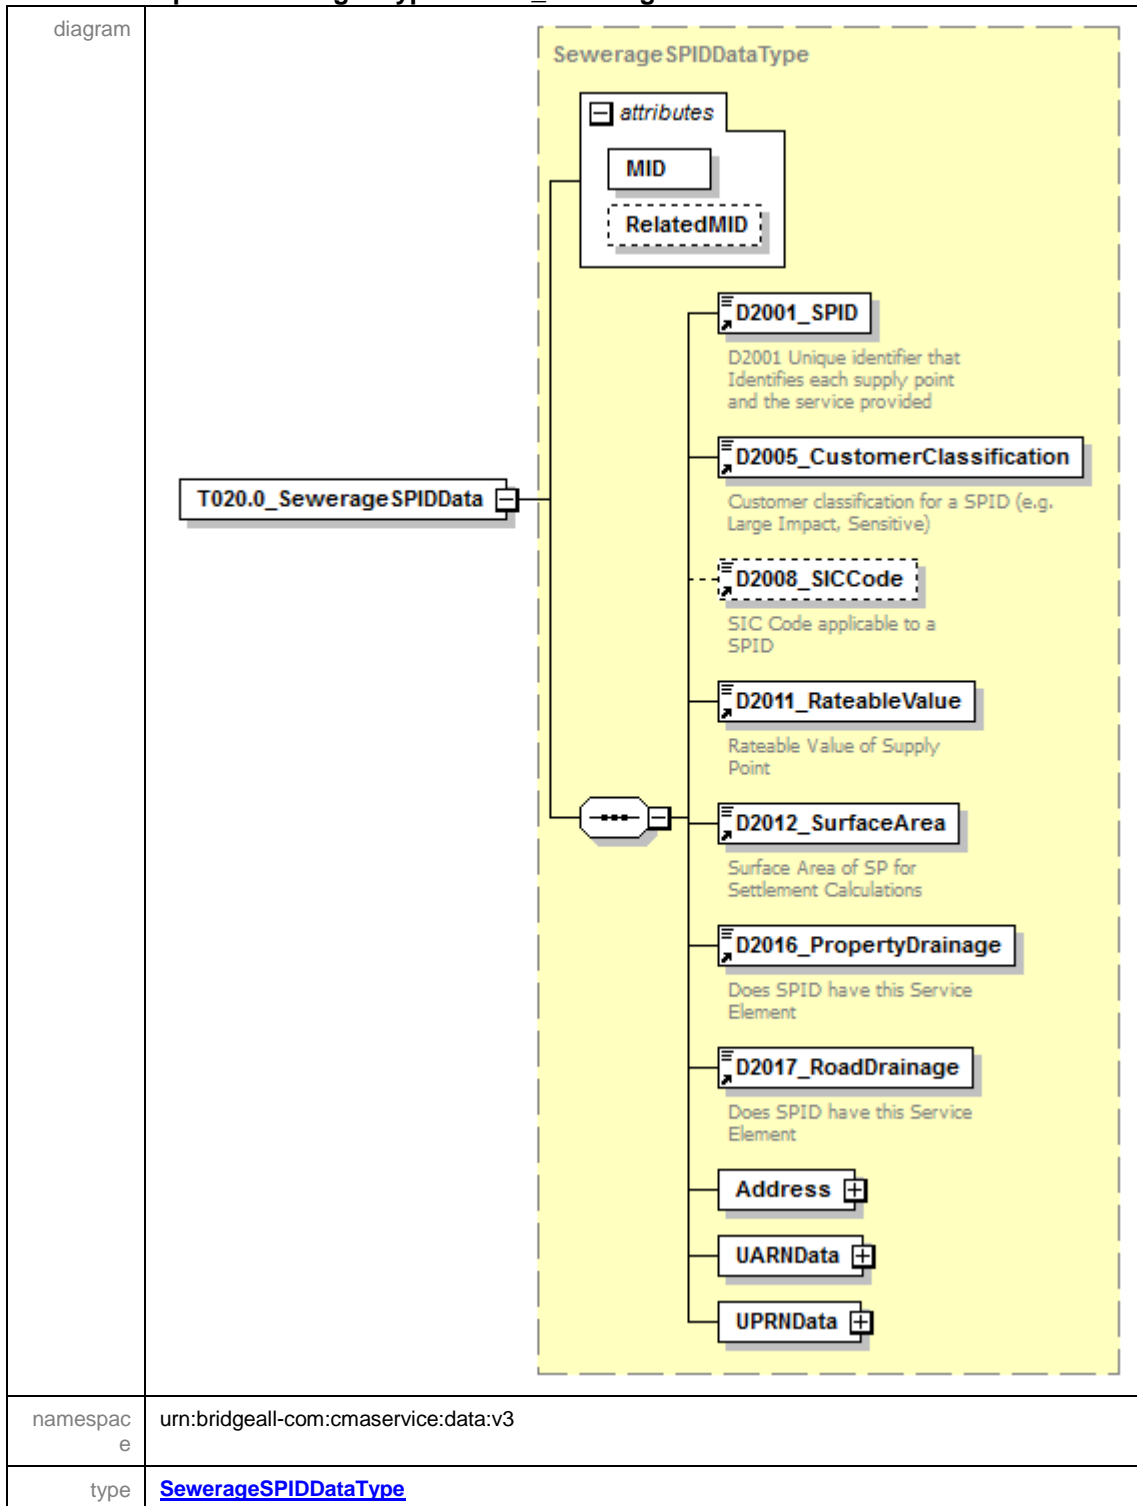 diagram
SewerageSPIDDataType
attributes
MID
RelatedMID
D2001_SPID
D2001 Unique identifier that
Identifies each supply point
and the service provided
D2005_CustomerClassification
Customer classification for a SPID (e.g.
Large Impact, Sensitive)
T020.0_SewerageSPIDData
D2008_SICCode
SIC Code applicable to a
SPID
D2011_RateableValue
Rateable Value of Supply
Point
D2012_SurfaceArea
Surface Area of SP for
Settlement Calculations
D2016_PropertyDrainage
Does SPID have this Service
Element
D2017_RoadDrainage
Does SPID have this Service
Element
Address
UARNData
UPRNData
namespac
e
urn:bridgeall-com:cmaservice:data:v3
type
SewerageSPIDDataType